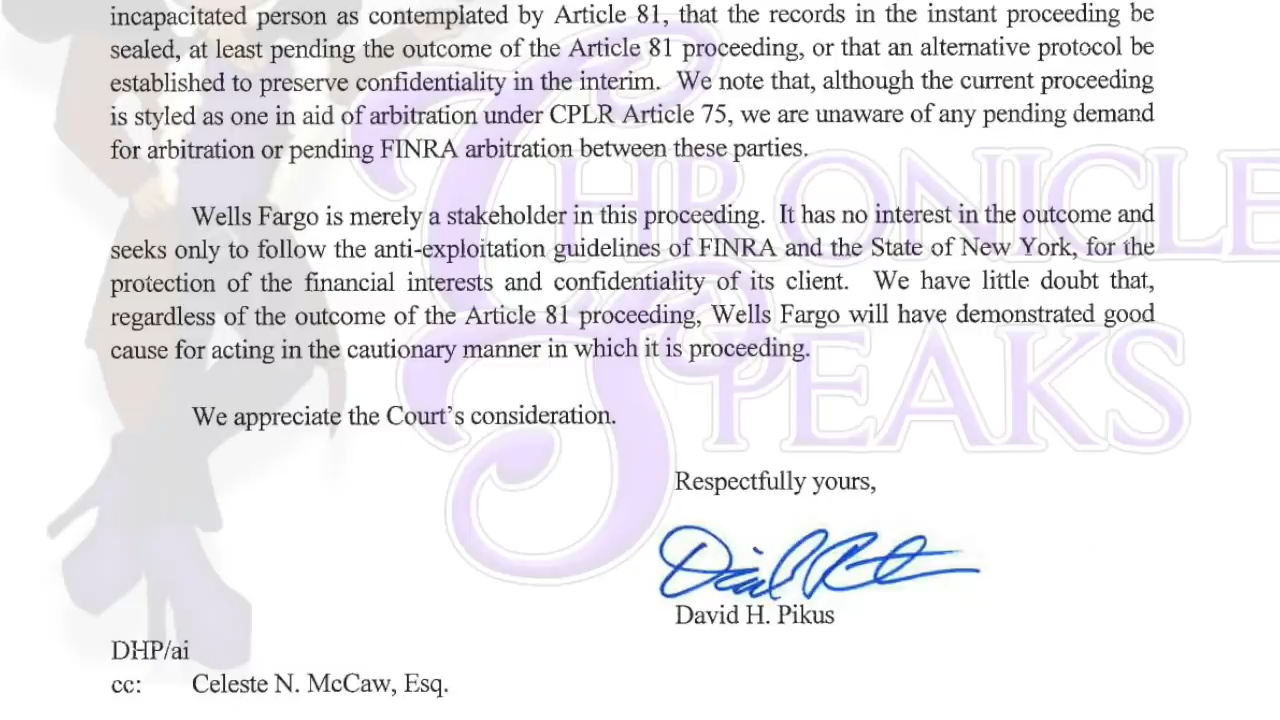 incapacitated person as contemplated by Article 81, that the records in the instant proceeding be
sealed, at least pending the outcome of the Article 81 proceeding, or that an alternative protocol be
established to preserve confidentiality in the interim. We note that, although the current proceeding
is styled as one in aid of arbitration under CPLR Article 75, we are unaware of any pending demand
for arbitration or pending FINRA arbitration between these parties.
Wells Fargo is merely a stakeholder in this proceeding. It has no interest in the outcome and
seeks only to follow the anti-exploitation guidelines of FINRA and the State of New York, for the
protection of the financial interests and confidentiality of its client. We have little doubt that,
regardless of the outcome of the Article 81 proceeding, Wells Fargo will have demonstrated good
cause for acting in the cautionary manner in which it is proceeding.
We appreciate the Court's consideration.
Respectfully yours,
David H. Pikus
DHP/ai
cc: Celeste N. McCaw, Esq.
CHRONICLE
SPEAKS